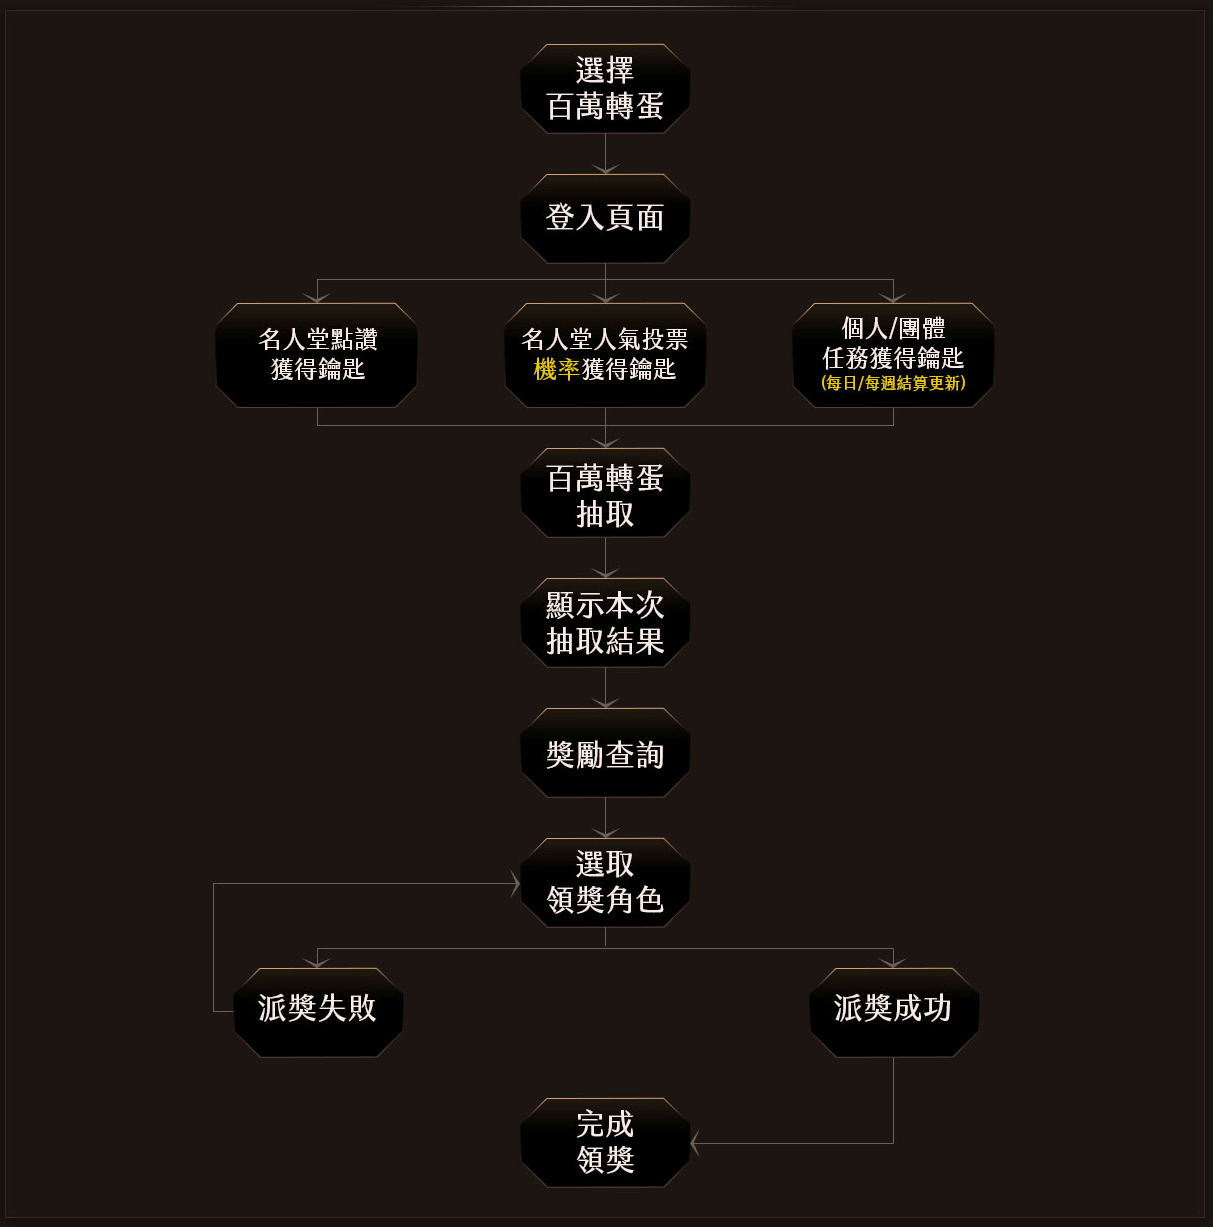 選擇
百萬轉蛋
登入頁面
名人堂點讚
獲得鑰匙
名人堂人氣投票
機率獲得鑰匙
個人/團體
任務獲得鑰匙
(每日/每週結算更新)
百萬轉蛋
抽取
顯示本次
抽取結果
獎勵查詢
選取
領獎角色
派獎失敗
派獎成功
完成
領獎